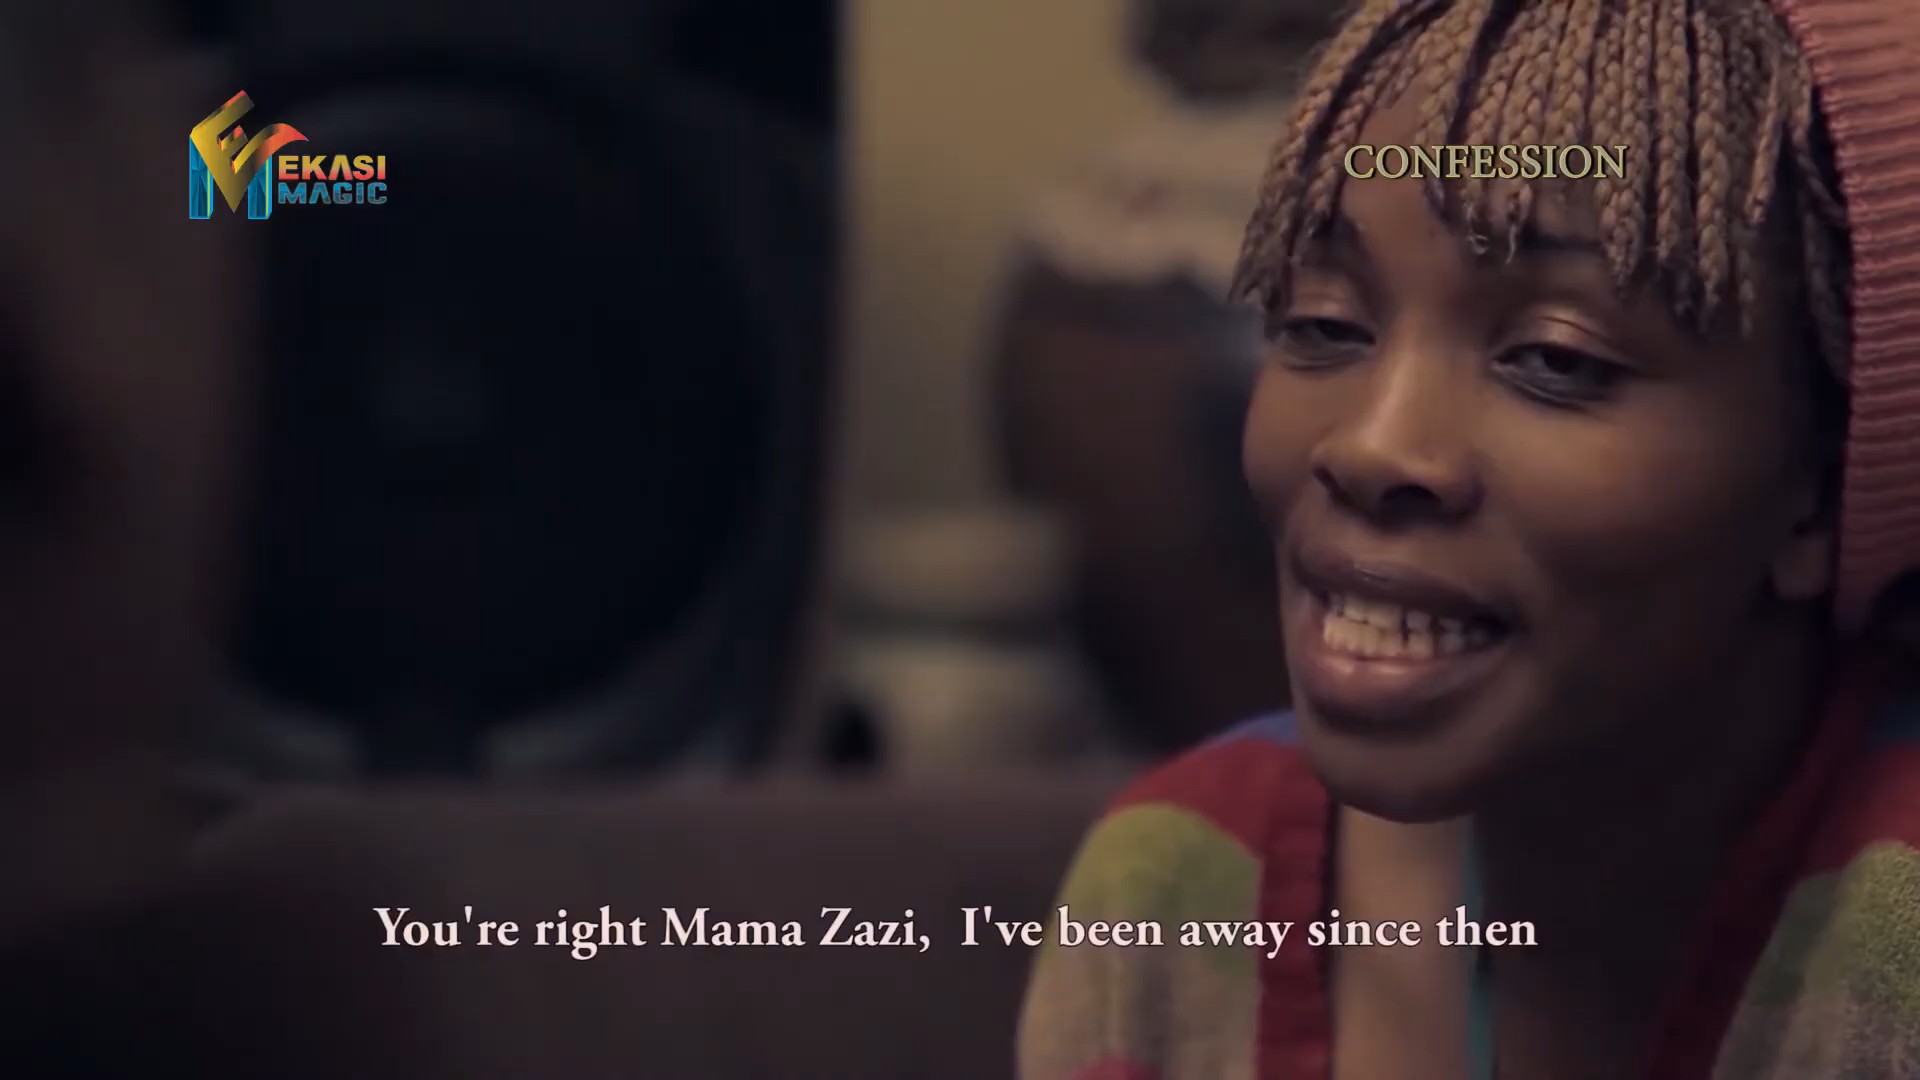 EKASI
MAGIC
CONFESSION
You're right Mama Zazi, I've been away since then